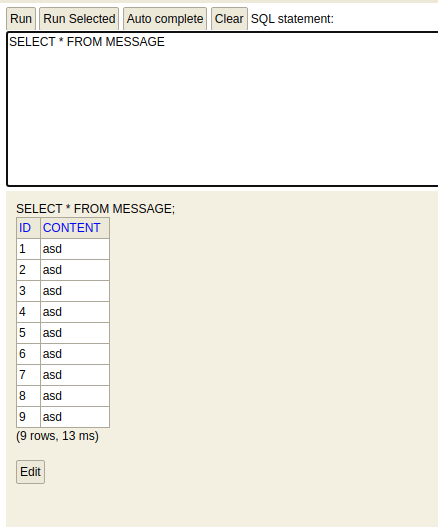 Run Run Selected Auto complete Clear SQL statement:
SELECT * FROM MESSAGE
SELECT * FROM MESSAGE;
ID CONTENT
1 asd
2 asd
3 asd
4 asd
5 asd
6 asd
7 asd
8 asd
9 asd
(9 rows, 13 ms)
Edit